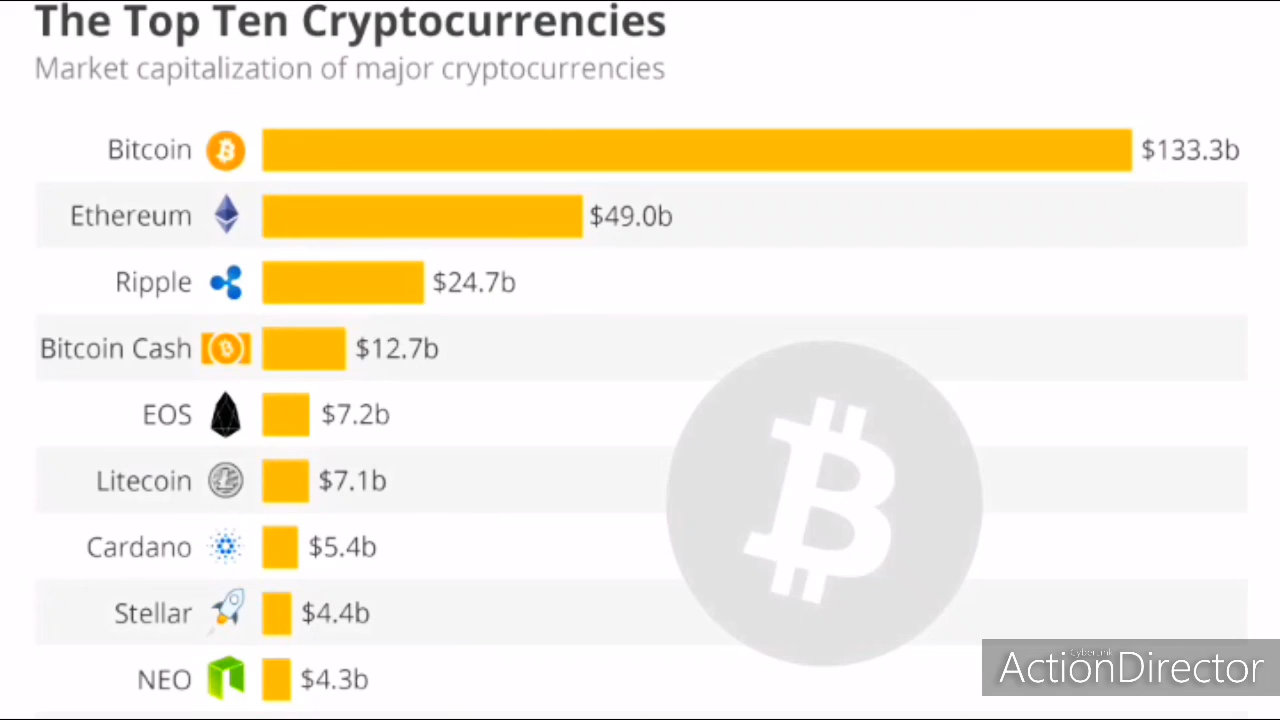 The Top Ten Cryptocurrencies
Market capitalization of major cryptocurrencies
Bitcoin $133.3b
Ethereum $49.0b
Ripple $24.7b
Bitcoin Cash $12.7b
EOS $7.2b
Litecoin $7.1b
Cardano $5.4b
Stellar $4.4b
NEO $4.3b
CyberLink
ActionDirector